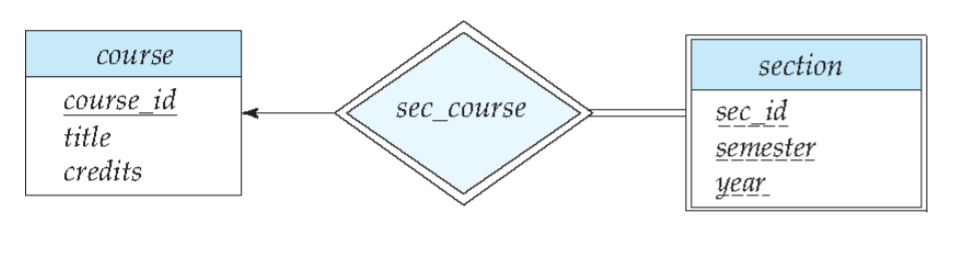 course
course_id
title
credits
sec_course
section
sec_id
semester
year